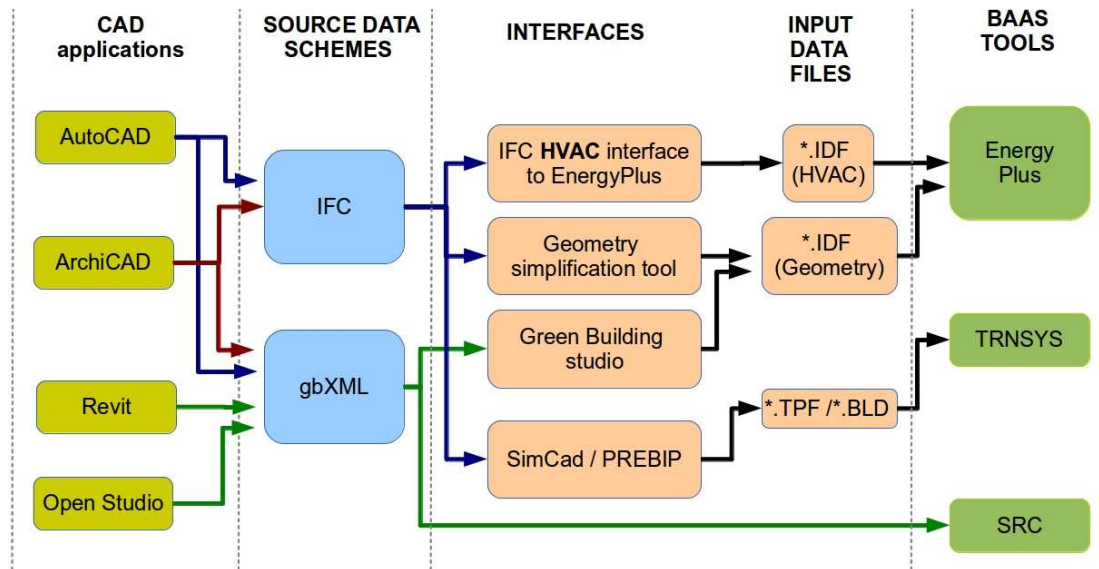 CAD
applications
SOURCE DATA
SCHEMES
INTERFACES
INPUT
DATA
FILES
BAAS
TOOLS
AutoCAD
ArchiCAD
Revit
Open Studio
IFC
gbXML
IFC HVAC interface
to EnergyPlus
Geometry
simplification tool
Green Building
studio
SimCad / PREBIP
*.IDF
(HVAC)
*.IDF
(Geometry)
*.TPF /*.BLD
Energy
Plus
TRNSYS
SRC